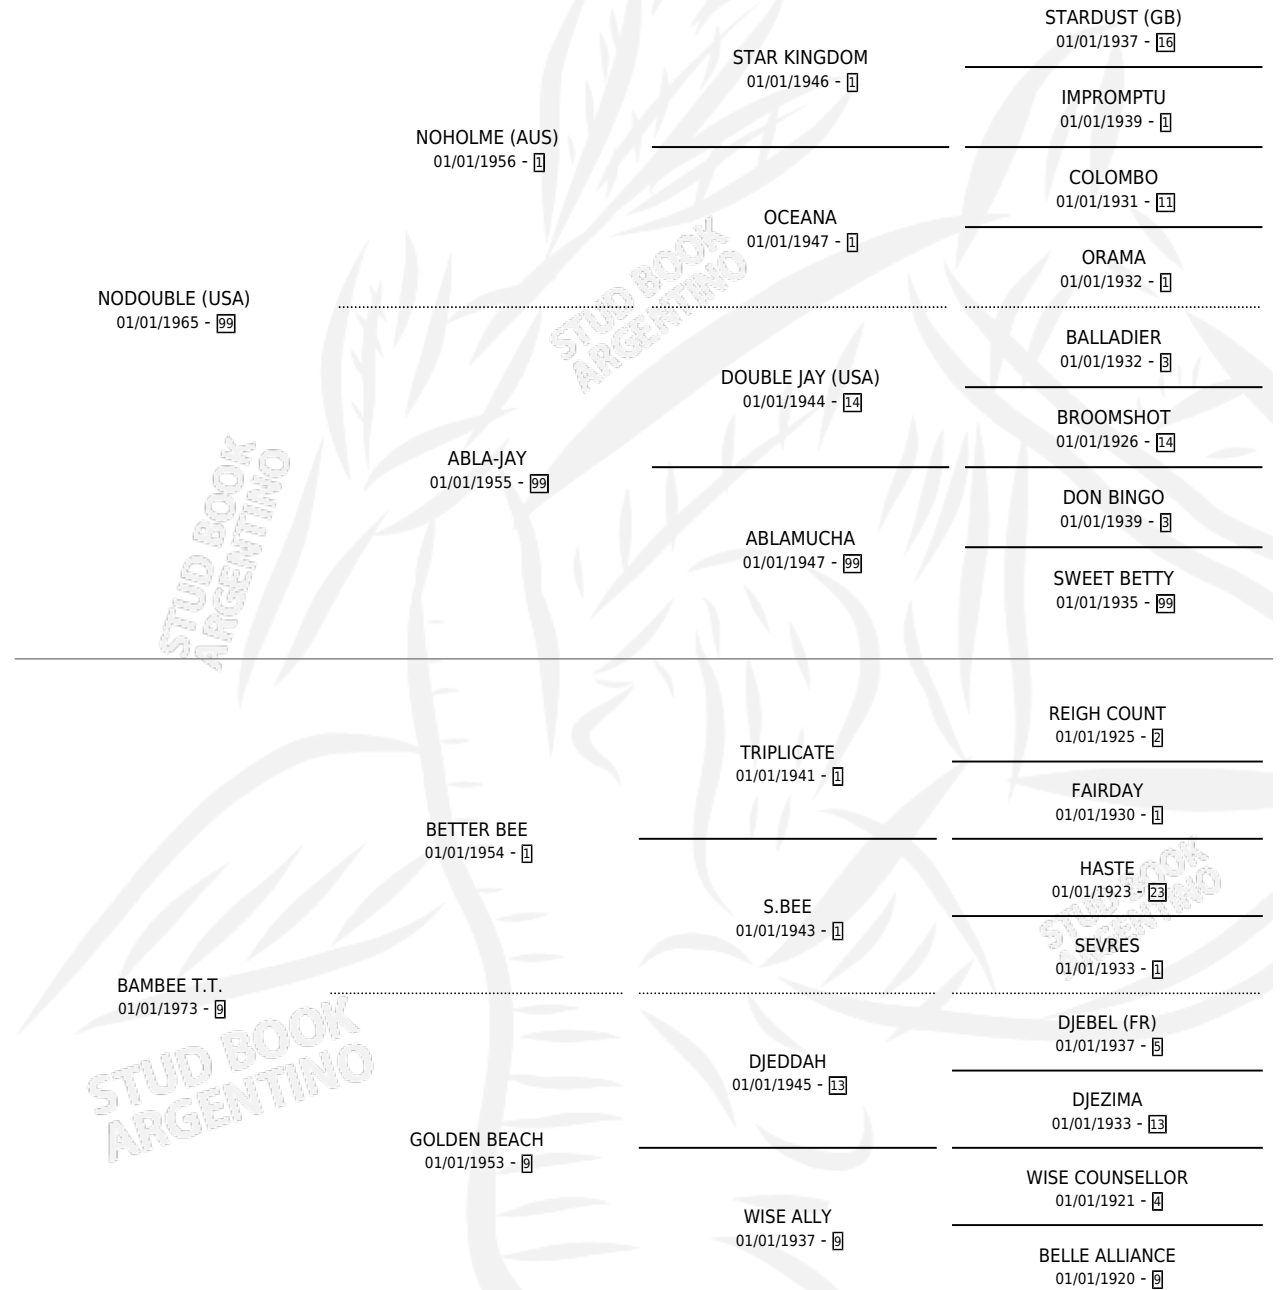 STARDUST (GB)
01/01/1937 - 16
STAR KINGDOM
01/01/1946 - 1
IMPROMPTU
01/01/1939 - 1
NOHOLME (AUS)
01/01/1956 - 1
COLOMBO
01/01/1931 - 11
OCEANA
01/01/1947 - 1
ORAMA
01/01/1932 - 1
NODOUBLE (USA)
01/01/1965 - 99
BALLADIER
01/01/1932 - 3
DOUBLE JAY (USA)
01/01/1944 - 14
BROOMSHOT
01/01/1926 - 14
ABLA-JAY
01/01/1955 - 99
DON BINGO
01/01/1939 - 3
ABLAMUCHA
01/01/1947 - 99
SWEET BETTY
01/01/1935 - 99
REIGH COUNT
01/01/1925 - 2
TRIPLICATE
01/01/1941 - 1
FAIRDAY
01/01/1930 - 1
BETTER BEE
01/01/1954 - 1
HASTE
01/01/1923 - 23
S.BEE
01/01/1943 - 1
SEVRES
01/01/1933 - 1
BAMBEE T.T.
01/01/1973 - 9
DJEBEL (FR)
01/01/1937 - 5
DJEDDAH
01/01/1945 - 13
DJEZIMA
01/01/1933 - 13
GOLDEN BEACH
01/01/1953 - 9
WISE COUNSELLOR
01/01/1921 - 4
WISE ALLY
01/01/1937 - 9
BELLE ALLIANCE
01/01/1920 - 9
STUD BOOK
ARGENTINO
STUD BOOK
ARGENTINO
STUD BOOK
ARGENTINO
STUD BOOK
ARGENTINO